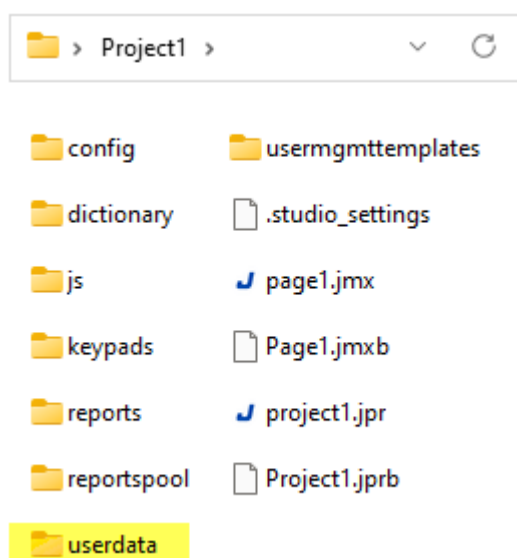 Project1
config
dictionary
js
keypads
reports
reportspool
userdata
usermgmttemplates
.studio_settings
page1.jmx
Page1.jmxb
project1.jpr
Project1.jprb